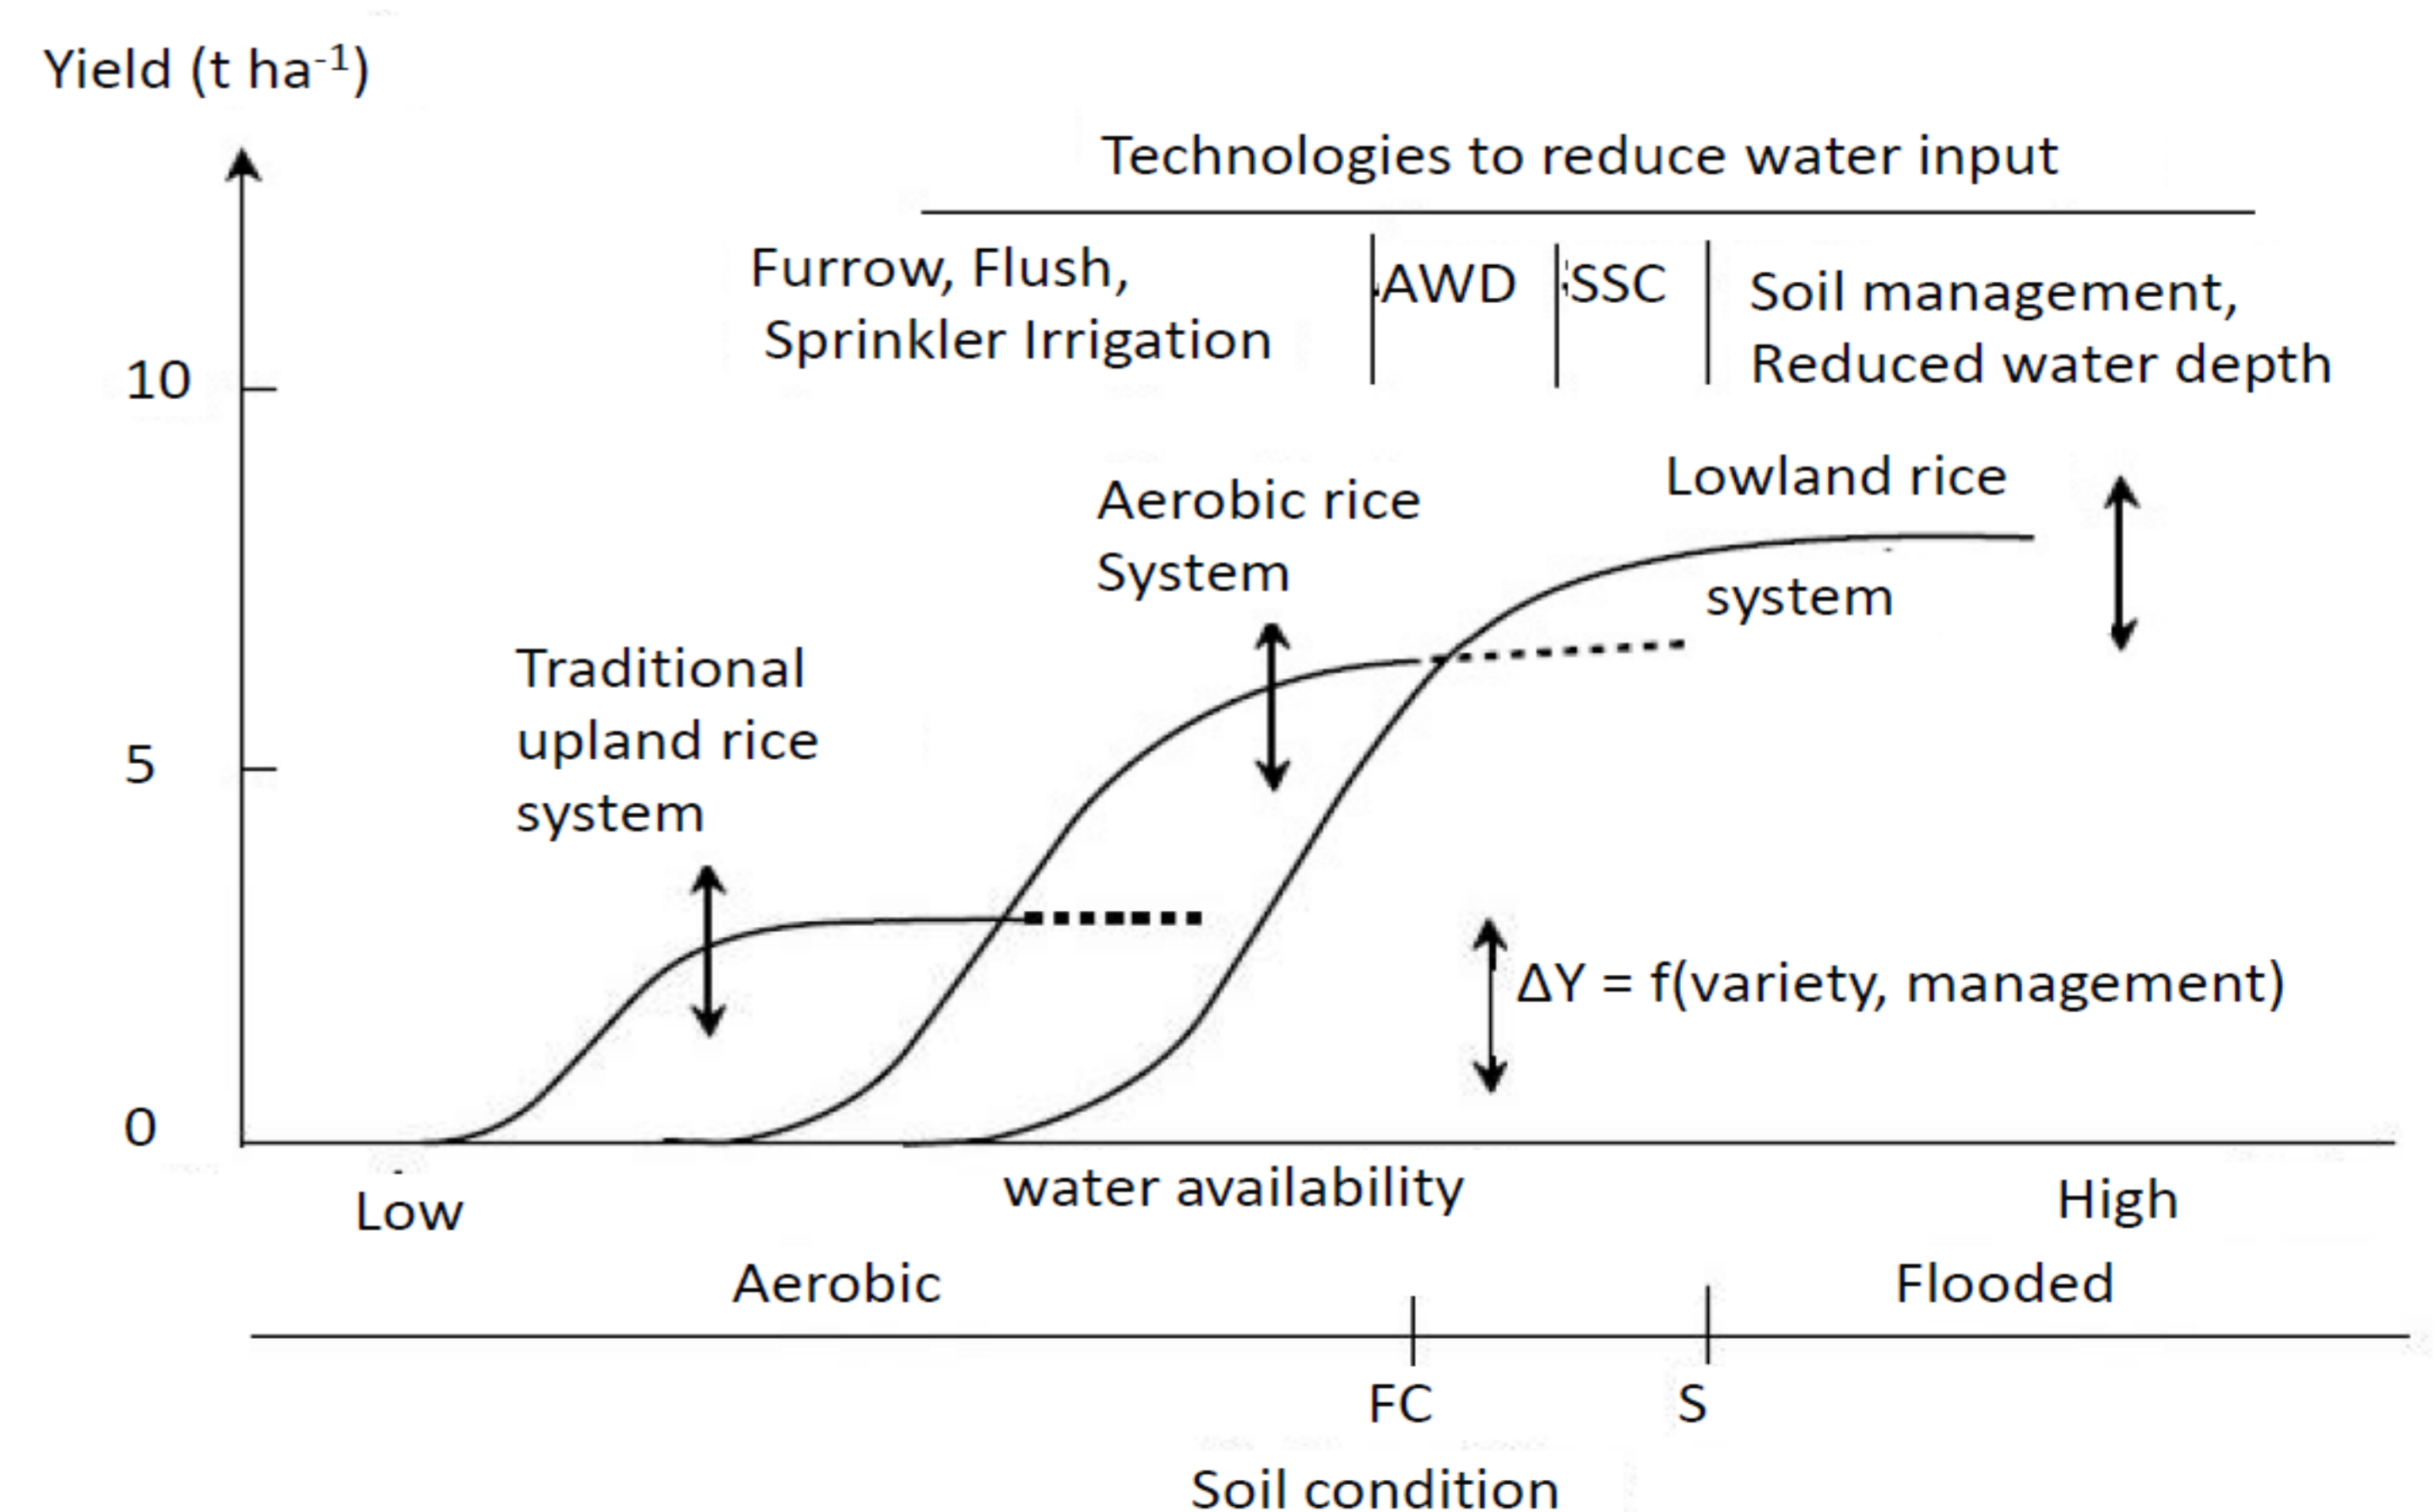 Yield (t ha⁻¹)
Technologies to reduce water input
Furrow, Flush,
Sprinkler Irrigation
AWD
SSC
Soil management,
Reduced water depth
10
Lowland rice
system
Aerobic rice
System
Traditional
upland rice
system
5
ΔY = f(variety, management)
0
Low
water availability
High
Aerobic
Flooded
FC
S
Soil condition